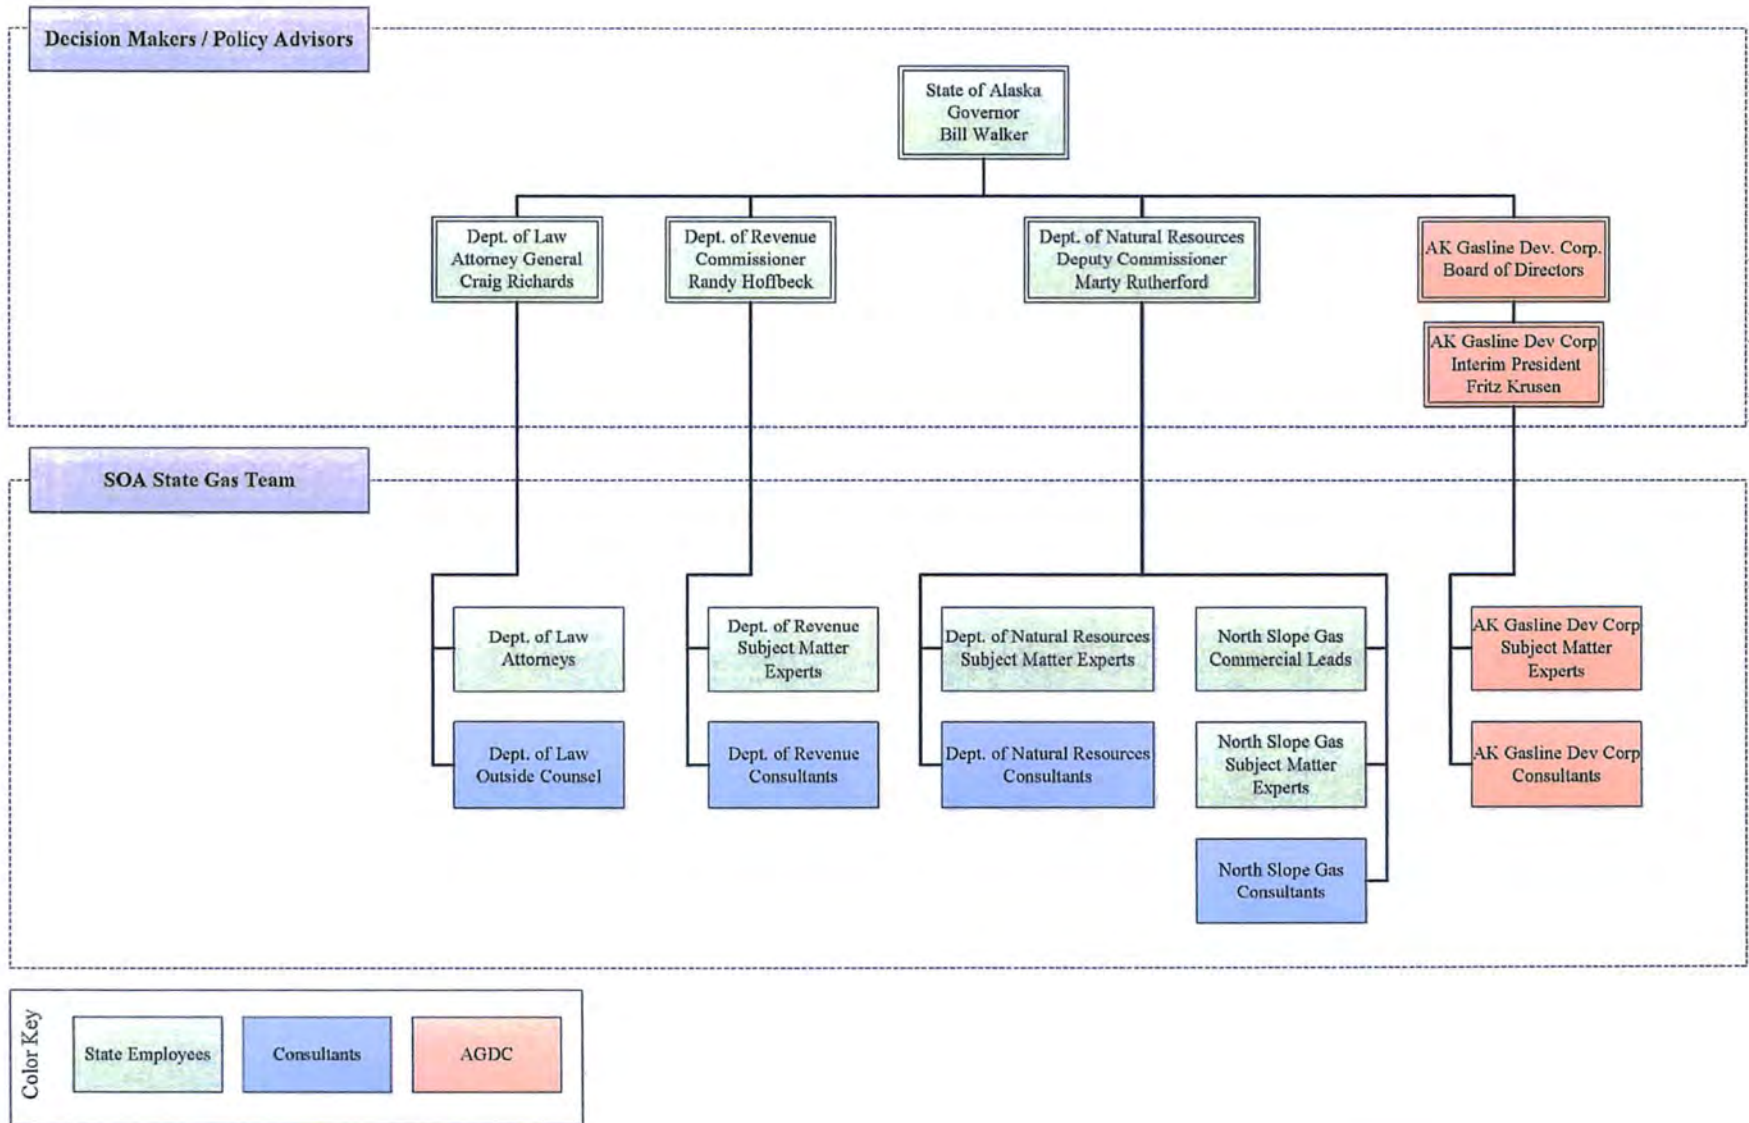 Decision Makers / Policy Advisors
State of Alaska
Governor
Bill Walker
Dept. of Law
Attorney General
Craig Richards
Dept. of Revenue
Commissioner
Randy Hoffbeck
Dept. of Natural Resources
Deputy Commissioner
Marty Rutherford
AK Gasline Dev. Corp.
Board of Directors
AK Gasline Dev Corp
Interim President
Fritz Krusen
SOA State Gas Team
Dept. of Law
Attorneys
Dept. of Revenue
Subject Matter
Experts
Dept. of Natural Resources
Subject Matter Experts
North Slope Gas
Commercial Leads
AK Gasline Dev Corp
Subject Matter
Experts
Dept. of Law
Outside Counsel
Dept. of Revenue
Consultants
Dept. of Natural Resources
Consultants
North Slope Gas
Subject Matter
Experts
AK Gasline Dev Corp
Consultants
North Slope Gas
Consultants
Color Key
State Employees
Consultants
AGDC